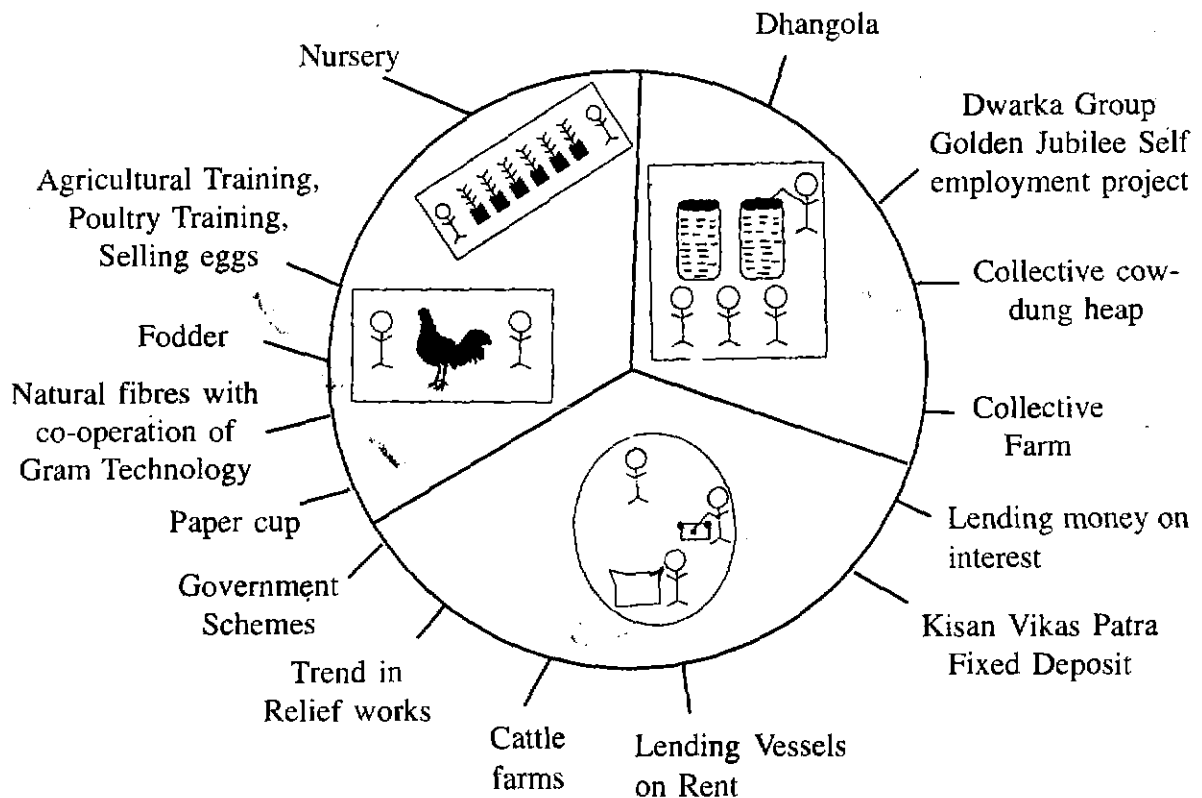 Nursery
Dhangola
Dwarka Group
Golden Jubilee Self
employment project
Agricultural Training,
Poultry Training,
Selling eggs
Collective cow-
dung heap
Fodder
Natural fibres with
co-operation of
Gram Technology
Collective
Farm
Paper cup
Lending money on
interest
Government
Schemes
Kisan Vikas Patra
Fixed Deposit
Trend in
Relief works
Cattle
farms
Lending Vessels
on Rent